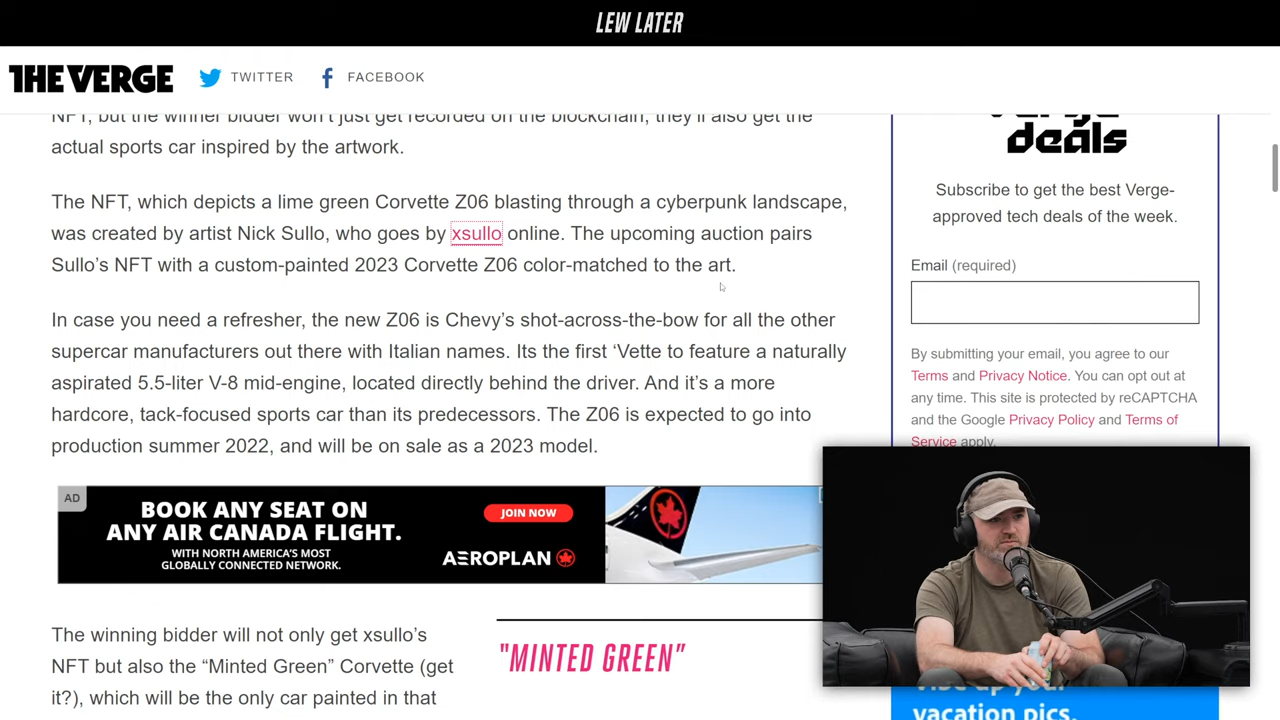 LEW LATER
THE VERGE
TWITTER
FACEBOOK
NFT, but the winner bidder won't just get recorded on the blockchain, they'll also get the
actual sports car inspired by the artwork.
The NFT, which depicts a lime green Corvette Z06 blasting through a cyberpunk landscape,
was created by artist Nick Sullo, who goes by xsullo online. The upcoming auction pairs
Sullo's NFT with a custom-painted 2023 Corvette Z06 color-matched to the art.
In case you need a refresher, the new Z06 is Chevy's shot-across-the-bow for all the other
supercar manufacturers out there with Italian names. Its the first ‘Vette to feature a naturally
aspirated 5.5-liter V-8 mid-engine, located directly behind the driver. And it's a more
hardcore, tack-focused sports car than its predecessors. The Z06 is expected to go into
production summer 2022, and will be on sale as a 2023 model.
AD
BOOK ANY SEAT ON
ANY AIR CANADA FLIGHT.
WITH NORTH AMERICA'S MOST
GLOBALLY CONNECTED NETWORK.
JOIN NOW
AEROPLAN
The winning bidder will not only get xsullo's
NFT but also the “Minted Green” Corvette (get
it?), which will be the only car painted in that
"MINTED GREEN"
Verge
deals
Subscribe to get the best Verge-
approved tech deals of the week.
Email (required)
By submitting your email, you agree to our
Terms and Privacy Notice. You can opt out at
any time. This site is protected by reCAPTCHA
and the Google Privacy Policy and Terms of
Service apply.
vacation pics.